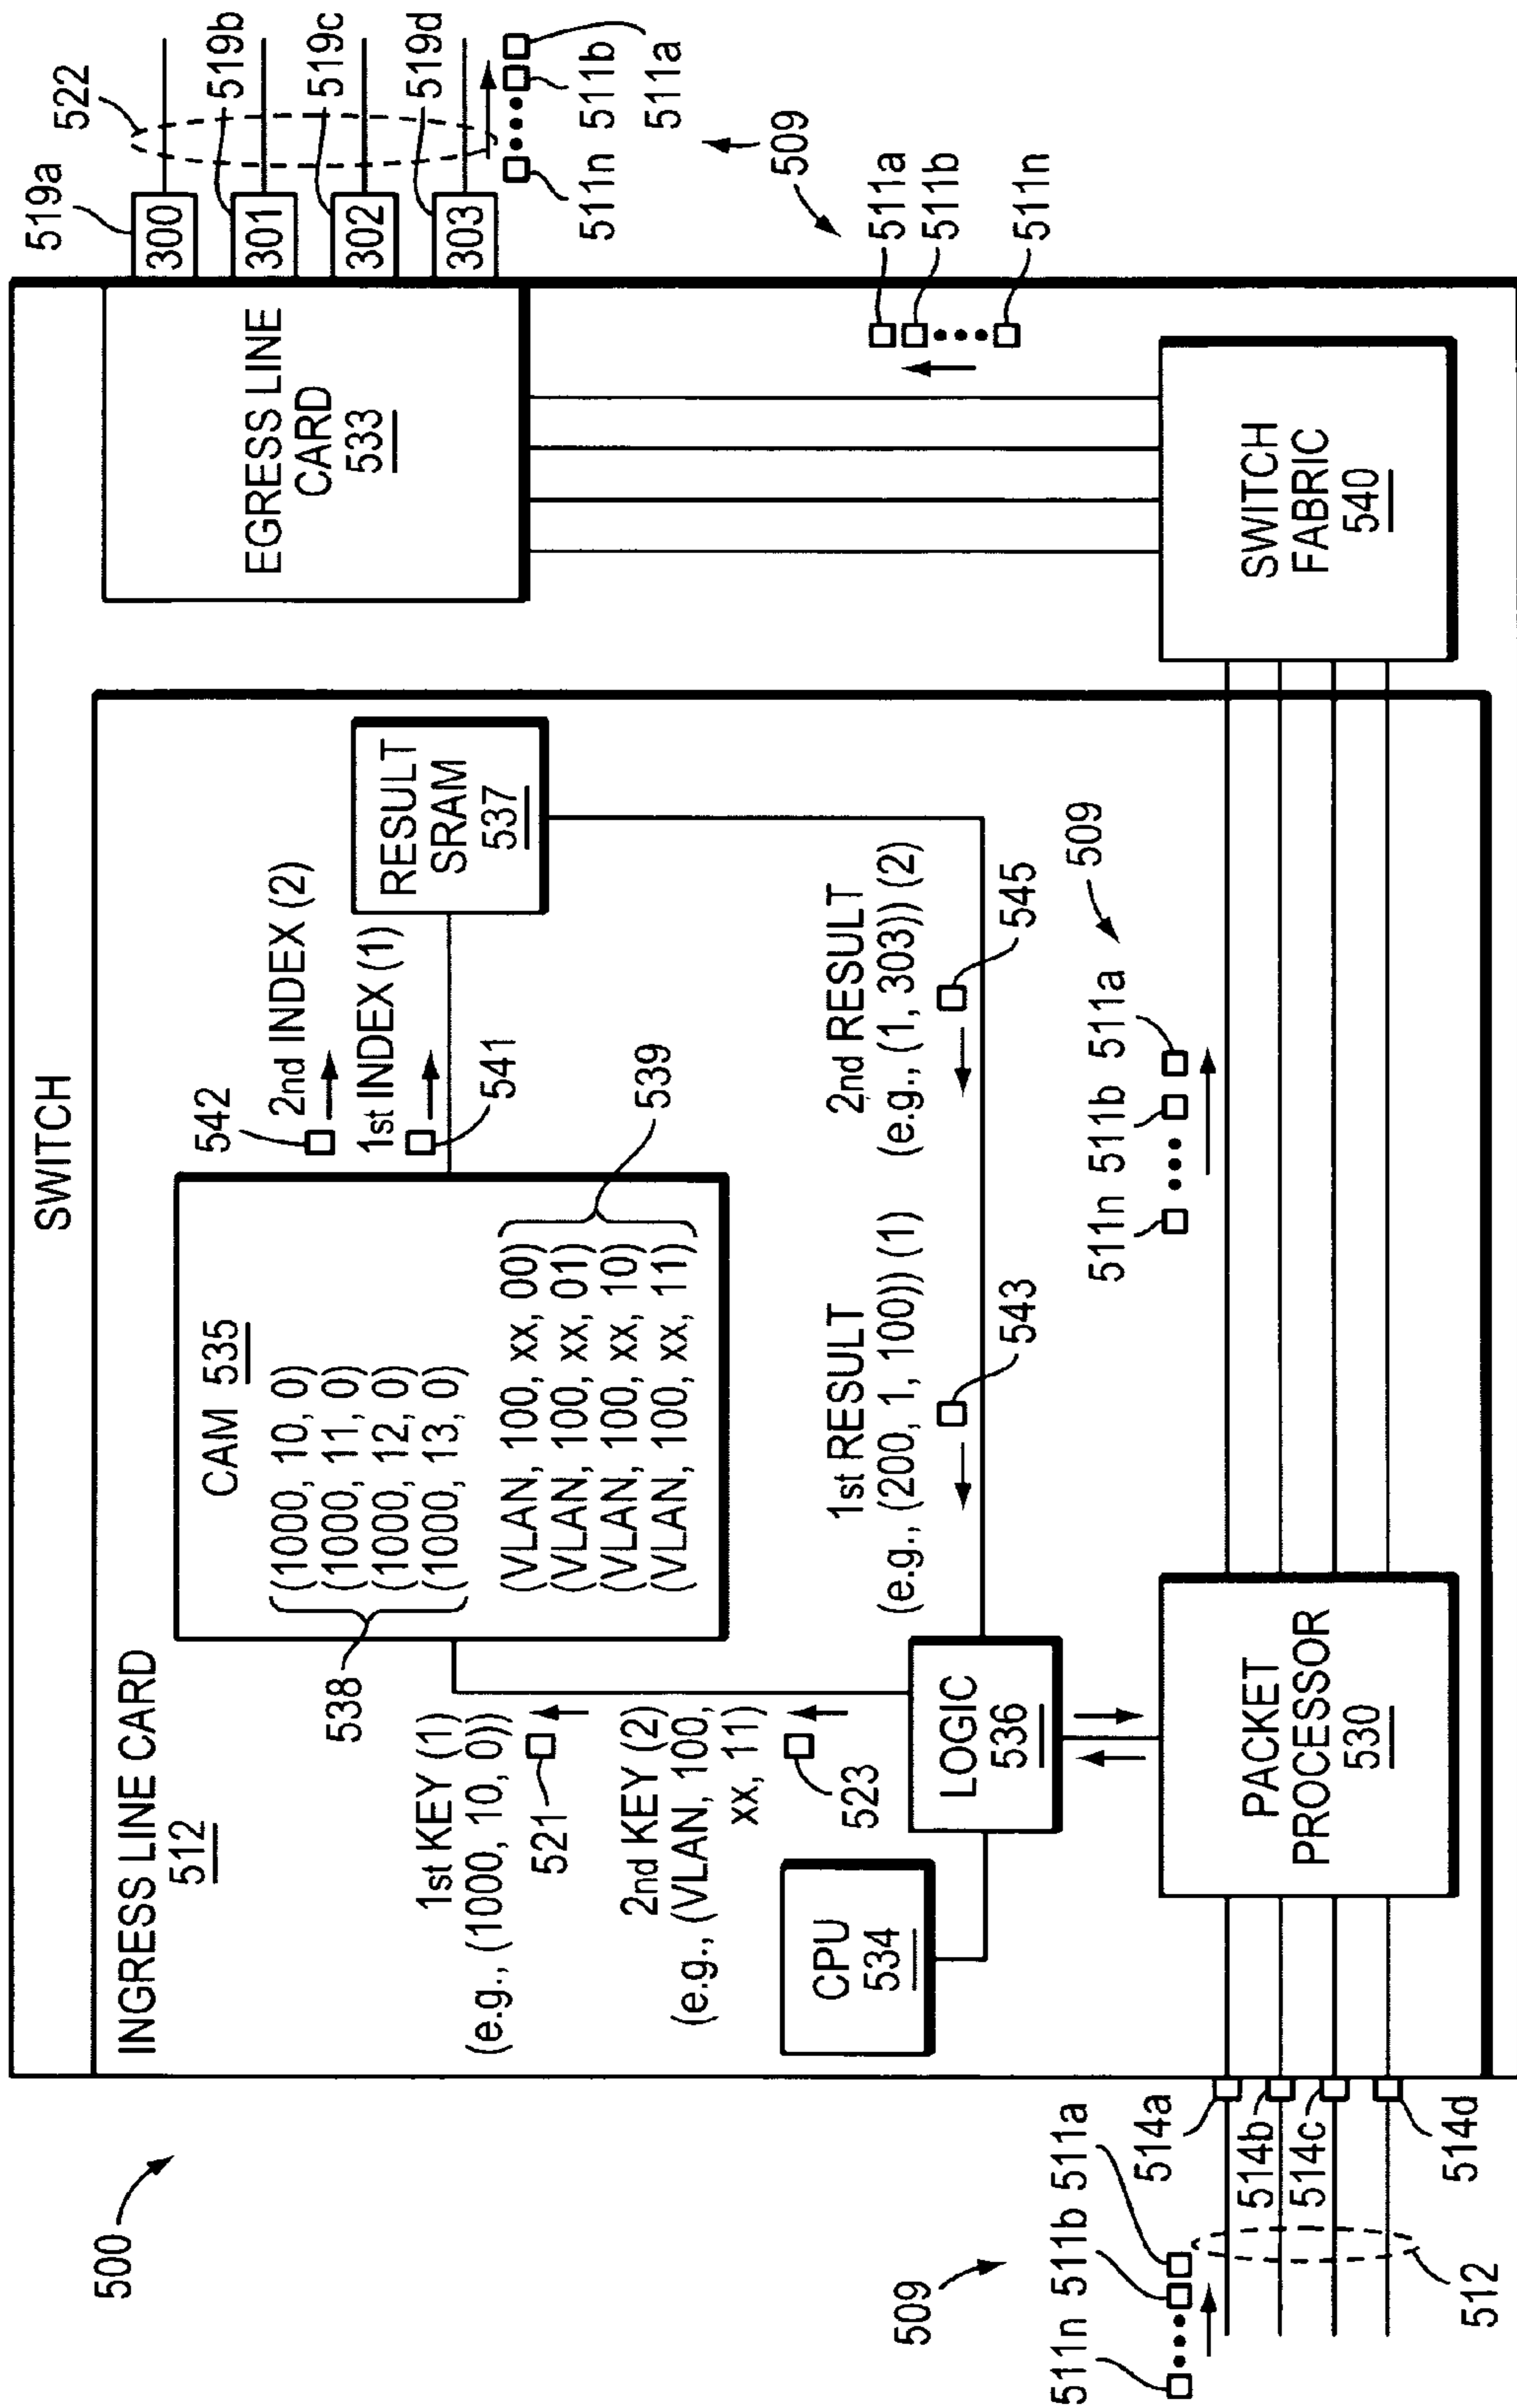 500
SWITCH
INGRESS LINE CARD
512
CAM 535
(1000, 10, 0)
(1000, 11, 0)
(1000, 12, 0)
(1000, 13, 0)
538
(VLAN, 100, xx, 00)
(VLAN, 100, xx, 01)
(VLAN, 100, xx, 10)
(VLAN, 100, xx, 11)
539
542
2nd INDEX (2)
1st INDEX (1)
541
RESULT
SRAM
537
1st KEY (1)
(e.g., (1000, 10, 0))
521
2nd KEY (2)
(e.g., (VLAN, 100,
xx, 11)
523
CPU
534
LOGIC
536
1st RESULT
(e.g., (200, 1, 100)) (1)
543
2nd RESULT
(e.g., (1, 303)) (2)
545
509
511n 511b 511a
PACKET
PROCESSOR
530
509
511n 511b 511a
514a
514b
514c
514d
512
SWITCH
FABRIC
540
EGRESS LINE
CARD
533
509
511a
511b
511n
519a
300
519b
301
519c
302
519d
303
522
511n 511b
511a